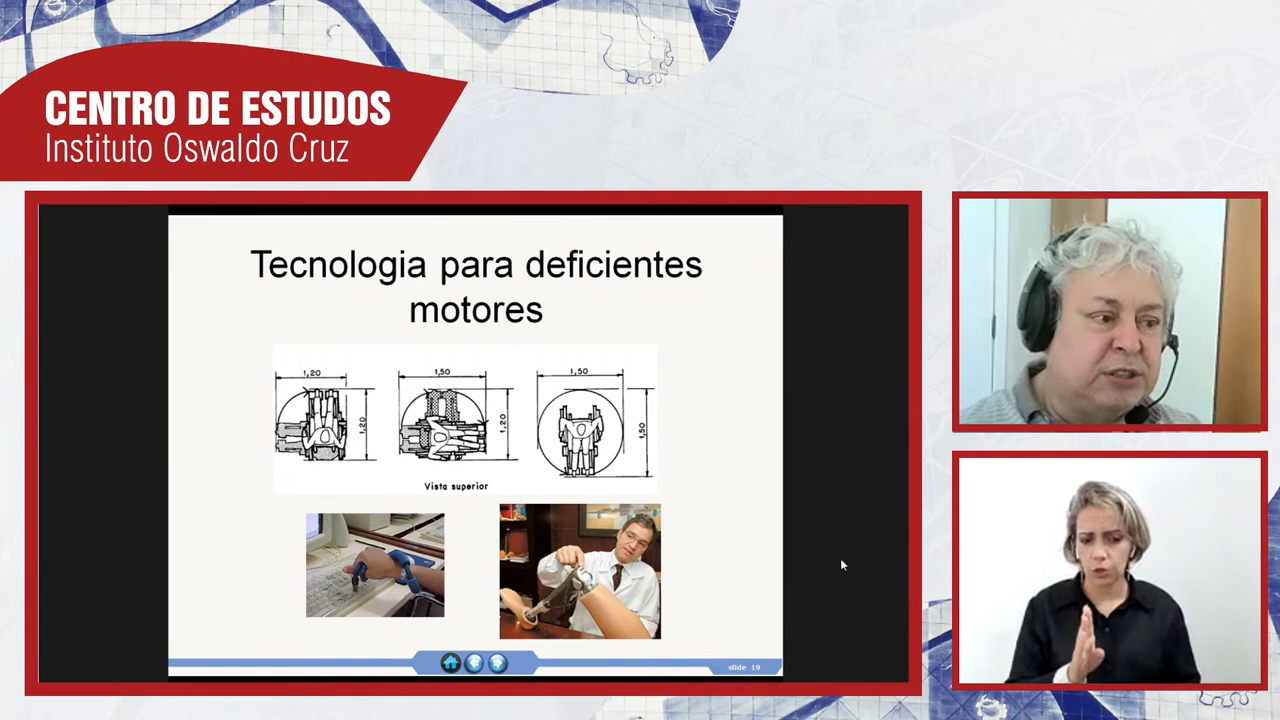 CENTRO DE ESTUDOS
Instituto Oswaldo Cruz
Tecnologia para deficientes
motores
1,20
1,50
1,50
1,20
1,20
1,50
Vista superior
slide 19